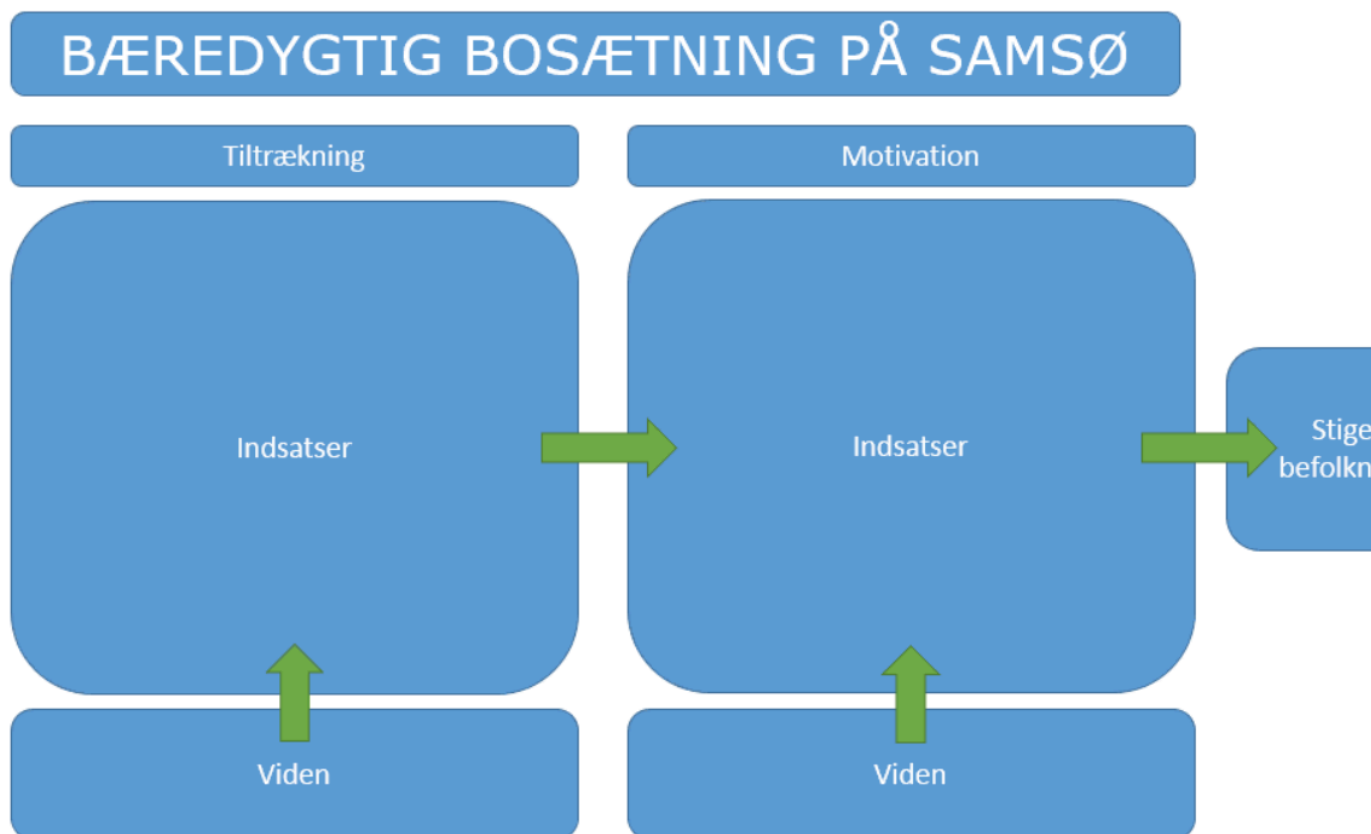 BÆREDYGTIG BOSÆTNING PÅ SAMSØ
Tiltrækning
Motivation
Indsatser
Indsatser
Viden
Viden